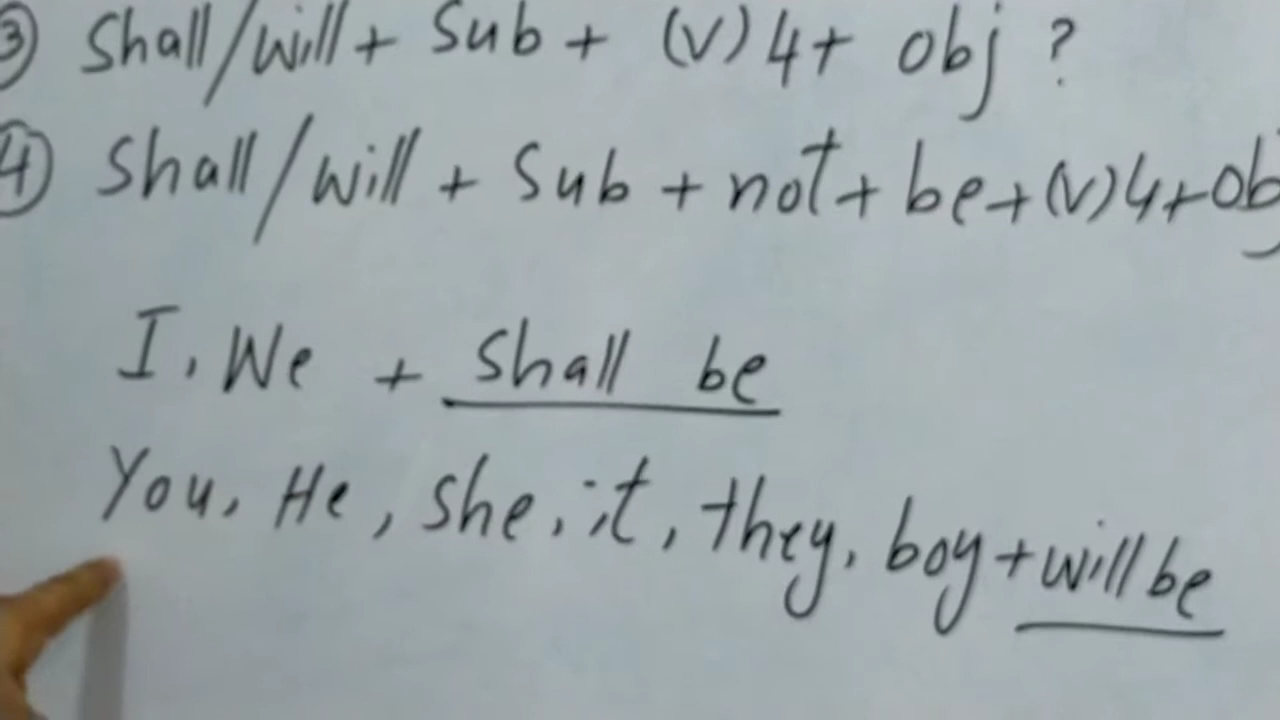 ③ Shall/will + Sub + (v)4+ obj ?
④ Shall/will + Sub + not + be + (v)4+obj
I, We + Shall be
You, He, She, it, they, boy + will be